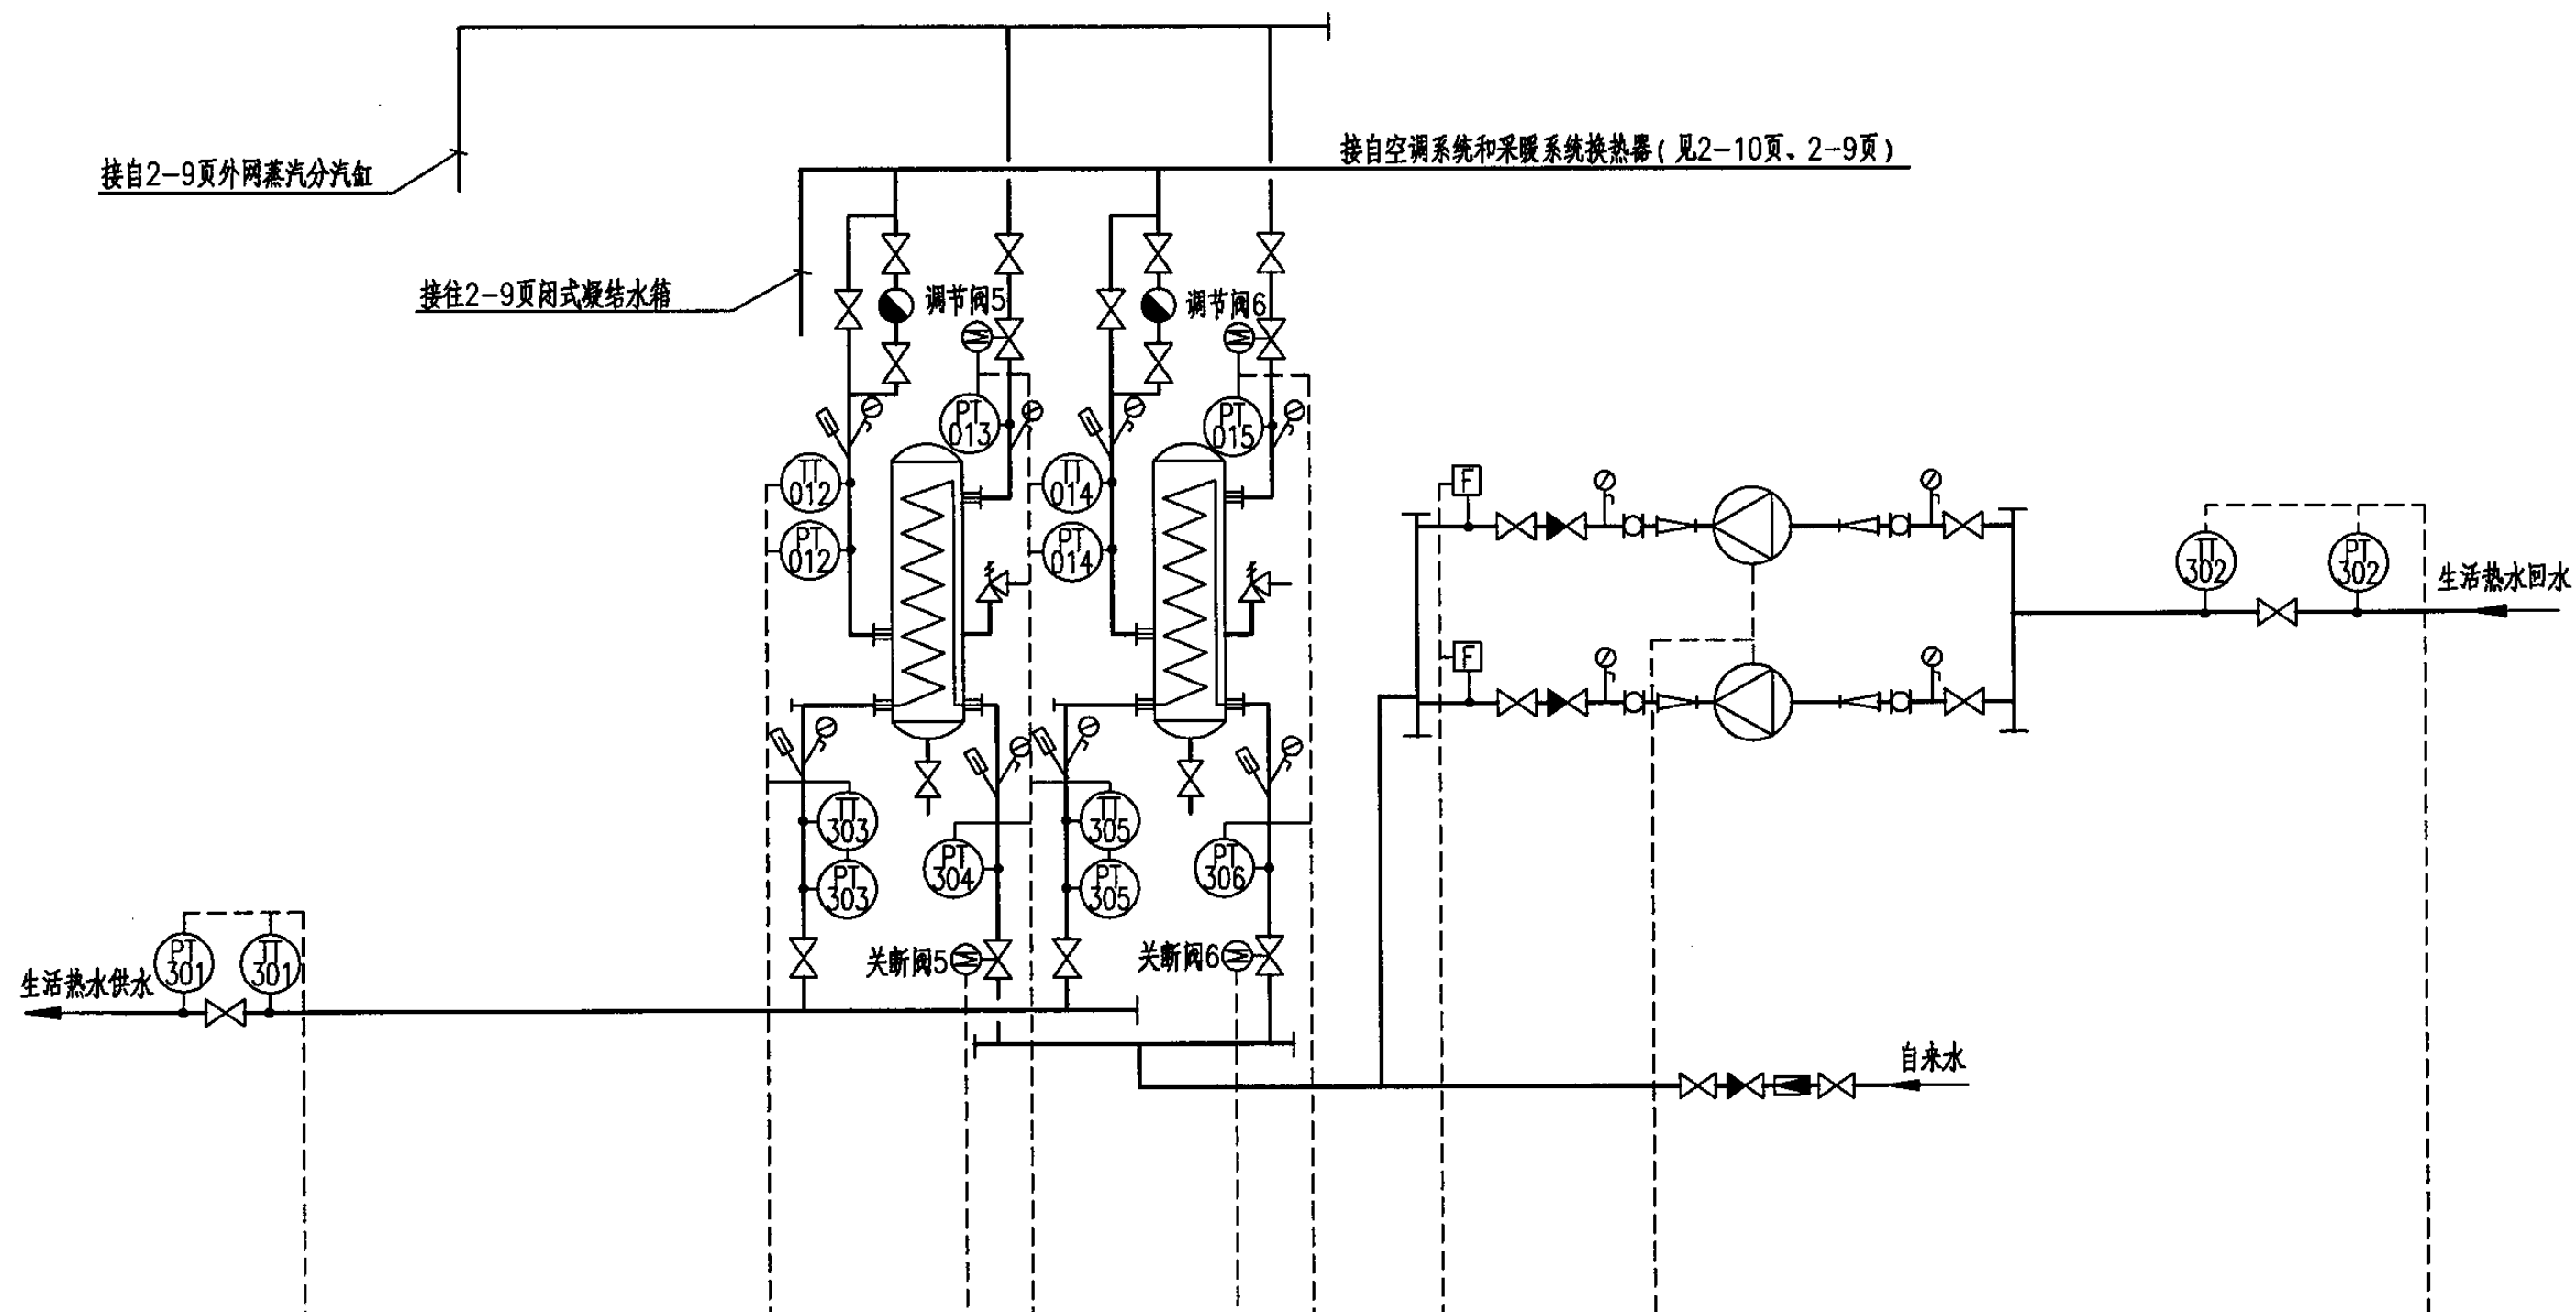 接自2-9页外网蒸汽分汽缸
接自空调系统和采暖系统换热器(见2-10页、2-9页)
接往2-9页闭式凝结水箱
调节阀5
调节阀6
M
M
PT
013
PT
015
TT
012
TT
014
PT
012
PT
014
F
F
TT
302
PT
302
生活热水回水
TT
303
PT
303
PT
304
TT
305
PT
305
PT
306
关断阀5
M
关断阀6
M
PT
301
TT
301
生活热水供水
自来水